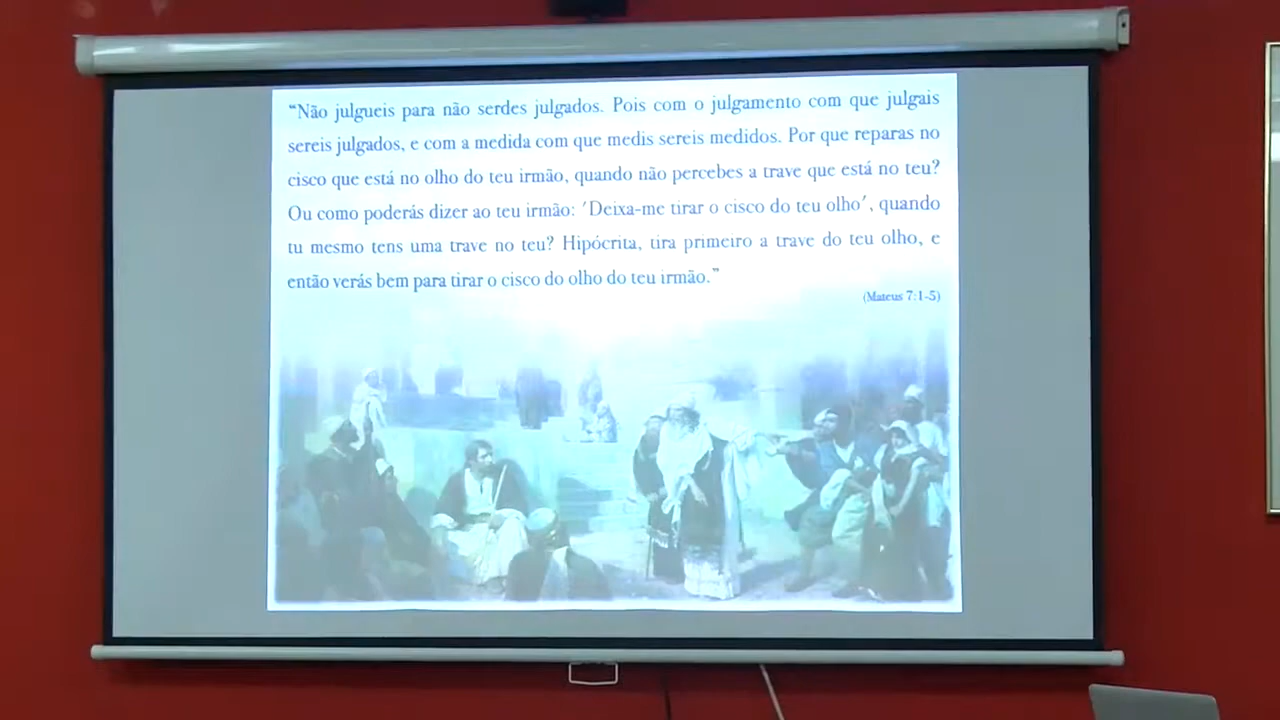 “Não julgueis para não serdes julgados. Pois com o julgamento com que julgais
sereis julgados, e com a medida com que medis sereis medidos. Por que reparas no
cisco que está no olho do teu irmão, quando não percebes a trave que está no teu?
Ou como poderás dizer ao teu irmão: ‘Deixa-me tirar o cisco do teu olho’, quando
tu mesmo tens uma trave no teu? Hipócrita, tira primeiro a trave do teu olho, e
então verás bem para tirar o cisco do olho do teu irmão.”
(Mateus 7:1-5)